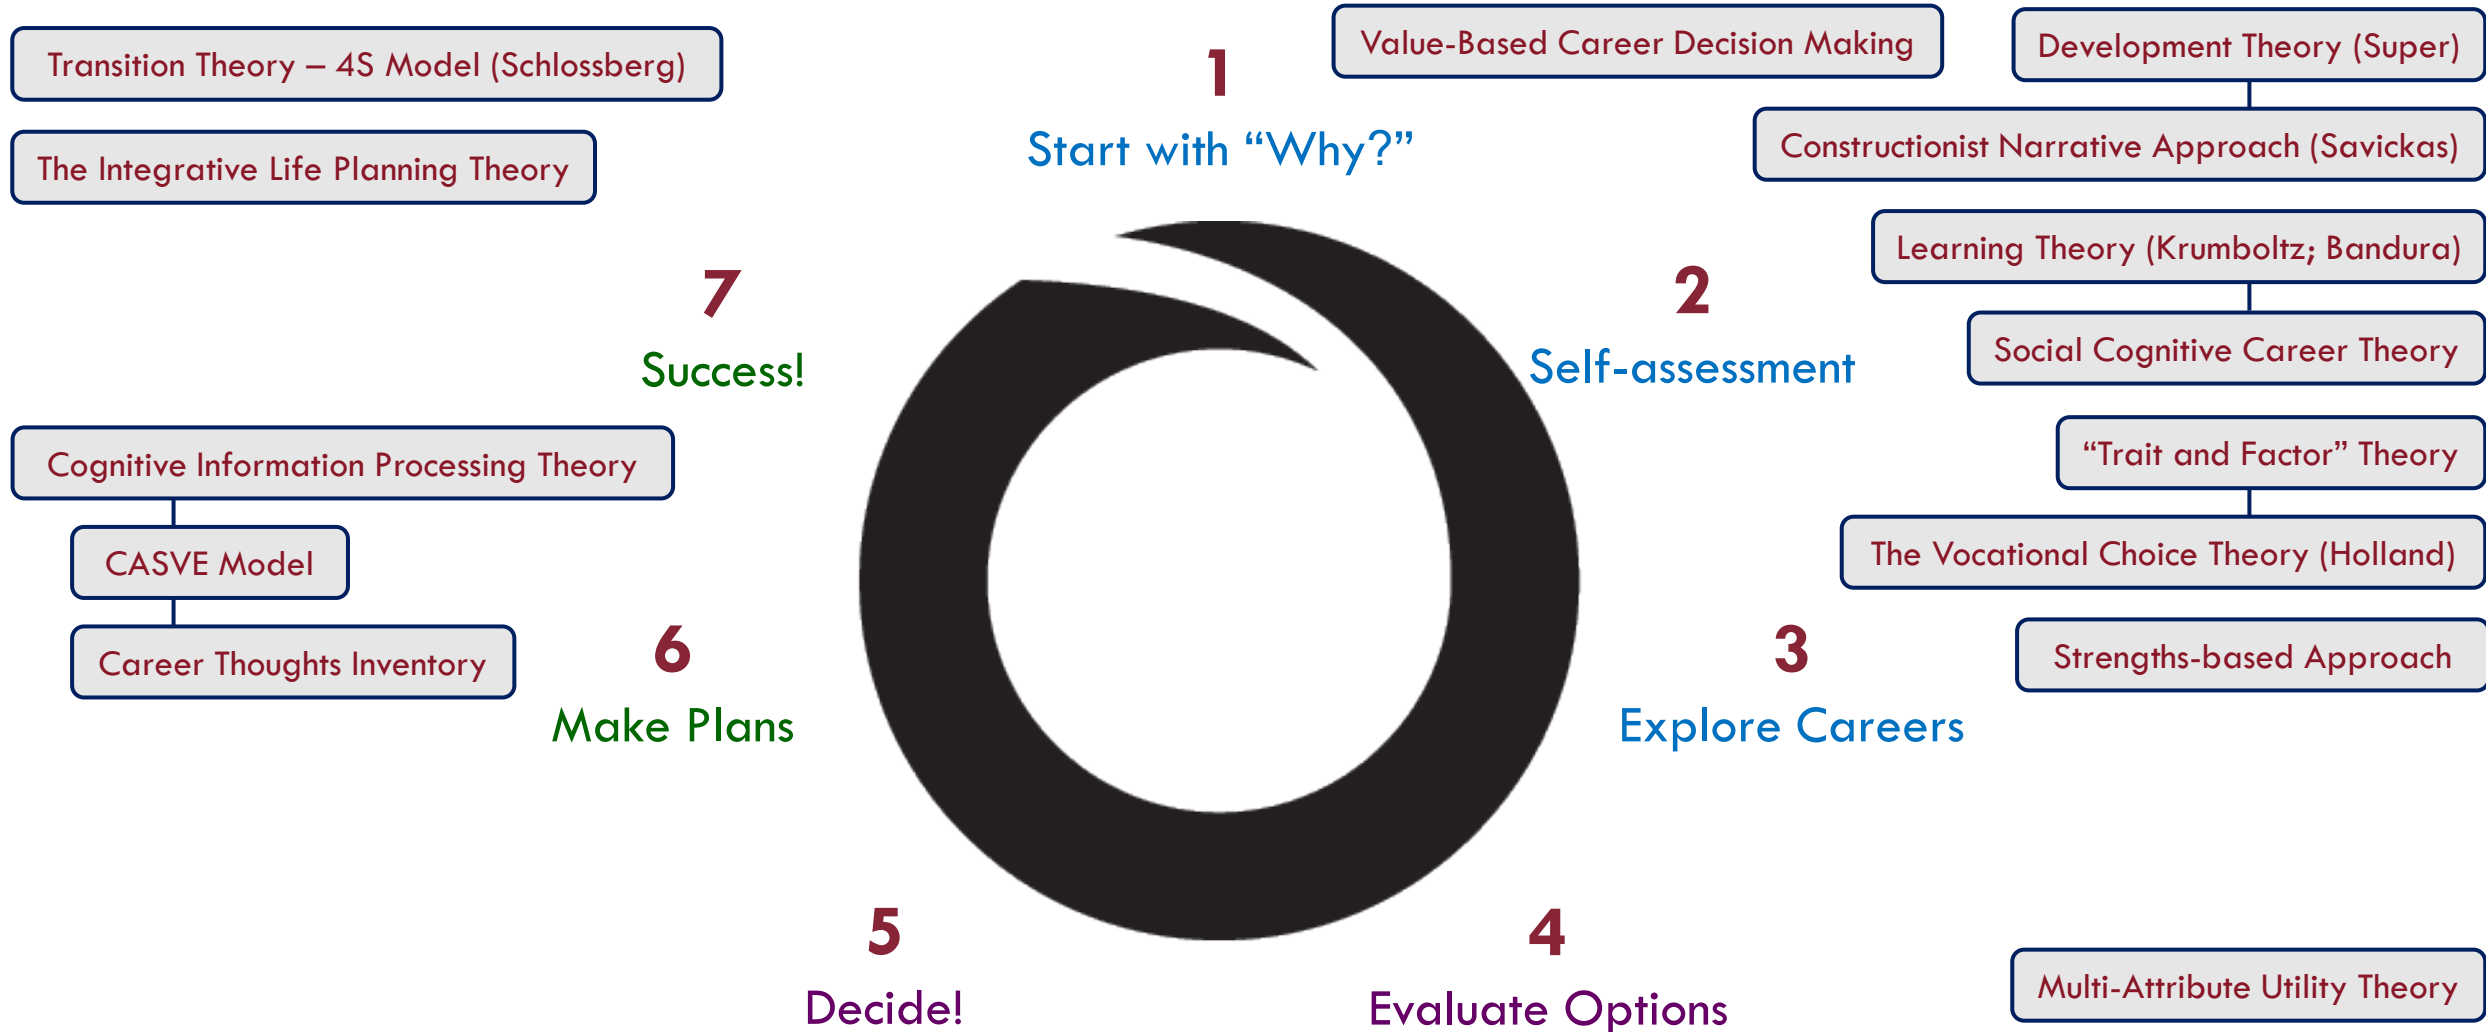 Transition Theory – 4S Model (Schlossberg)
The Integrative Life Planning Theory
1
Start with “Why?”
Value-Based Career Decision Making
Development Theory (Super)
Constructionist Narrative Approach (Savickas)
Learning Theory (Krumboltz; Bandura)
Social Cognitive Career Theory
2
Self-assessment
“Trait and Factor” Theory
The Vocational Choice Theory (Holland)
Strengths-based Approach
3
Explore Careers
4
Evaluate Options
Multi-Attribute Utility Theory
5
Decide!
6
Make Plans
Cognitive Information Processing Theory
CASVE Model
Career Thoughts Inventory
7
Success!